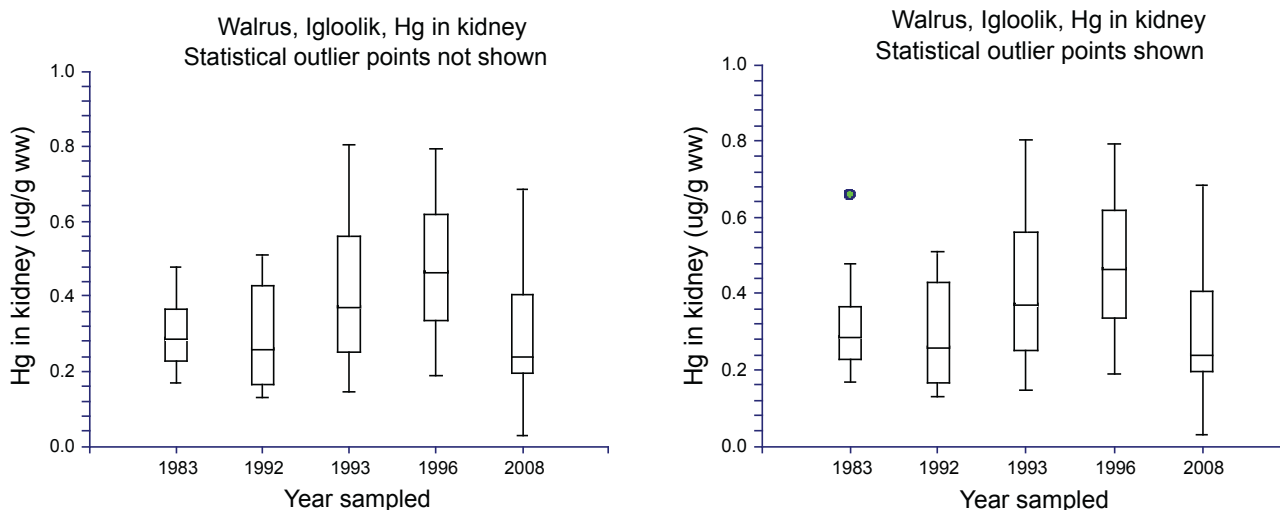 Walrus, Igloolik, Hg in kidney
Statistical outlier points not shown
1.0
0.8
0.6
0.4
0.2
0.0
Hg in kidney (ug/g ww)
1983 1992 1993 1996 2008
Year sampled
Walrus, Igloolik, Hg in kidney
Statistical outlier points shown
1.0
0.8
0.6
0.4
0.2
0.0
Hg in kidney (ug/g ww)
1983 1992 1993 1996 2008
Year sampled